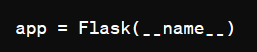 app = Flask(__name__)